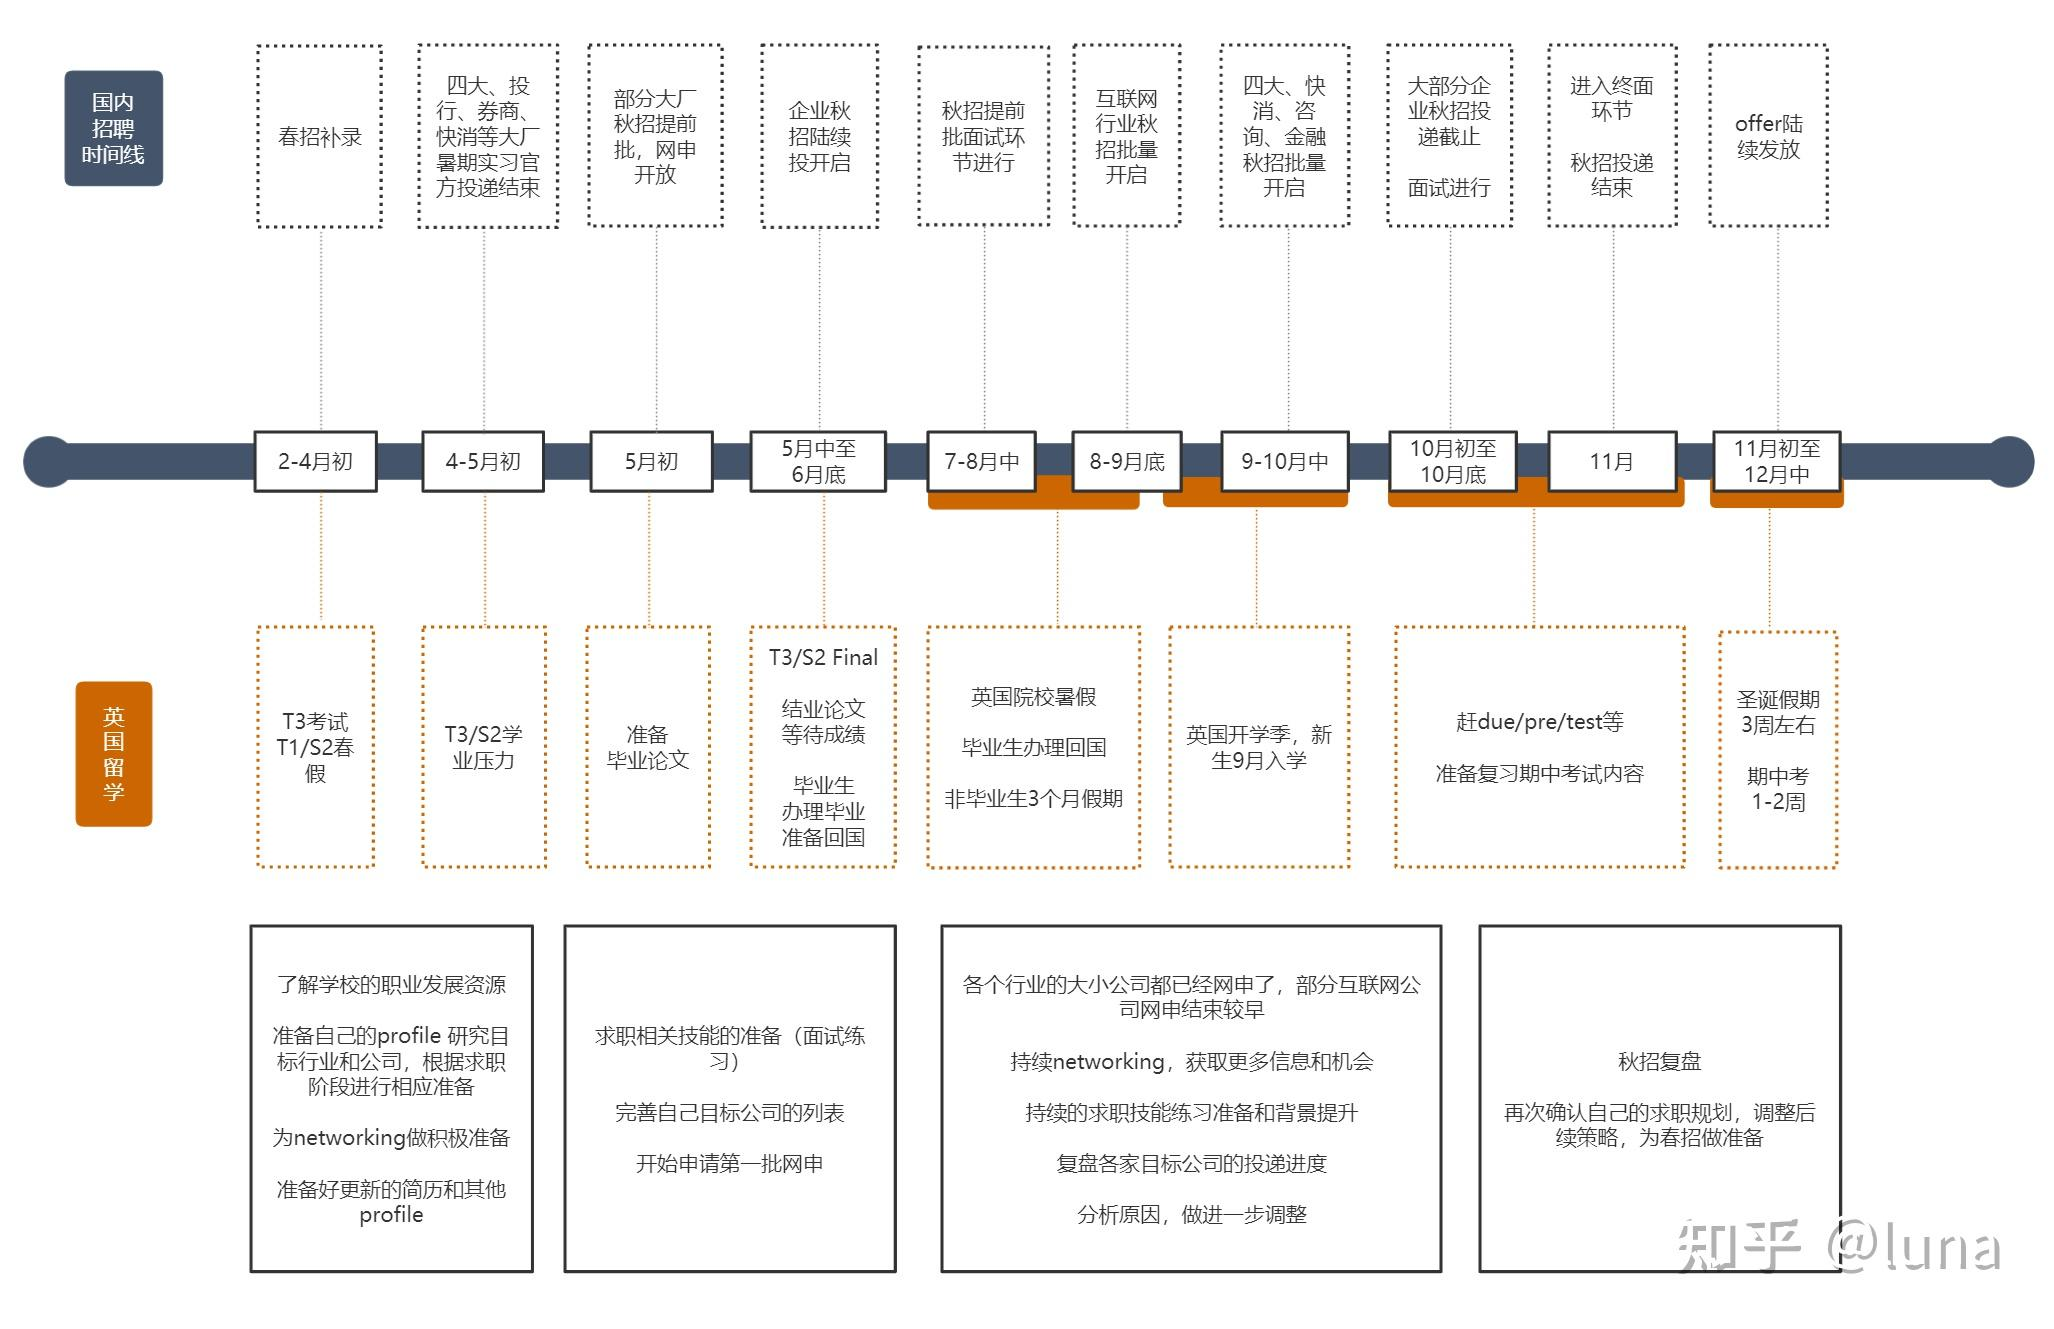 国内
招聘
时间线
春招补录
四大、投
行、券商、
快消等大厂
暑期实习官
方投递结束
部分大厂
秋招提前
批，网申
开放
企业秋
招陆续
投开启
秋招提前
批面试环
节进行
互联网
行业秋
招批量
开启
四大、快
消、咨
询、金融
秋招批量
开启
大部分企
业秋招投
递截止
面试进行
进入终面
环节
秋招投递
结束
offer陆
续发放
2-4月初
4-5月初
5月初
5月中至
6月底
7-8月中
8-9月底
9-10月中
10月初至
10月底
11月
11月初至
12月中
英
国
留
学
T3考试
T1/S2春
假
T3/S2学
业压力
准备
毕业论文
T3/S2 Final
结业论文
等待成绩
毕业生
办理毕业
准备回国
英国院校暑假
毕业生办理回国
非毕业生3个月假期
英国开学季，新
生9月入学
赶due/pre/test等
准备复习期中考试内容
圣诞假期
3周左右
期中考
1-2周
了解学校的职业发展资源
准备自己的profile 研究目
标行业和公司，根据求职
阶段进行相应准备
为networking做积极准备
准备好更新的简历和其他
profile
求职相关技能的准备（面试练
习）
完善自己目标公司的列表
开始申请第一批网申
各个行业的大小公司都已经网申了，部分互联网公
司网申结束较早
持续networking，获取更多信息和机会
持续的求职技能练习准备和背景提升
复盘各家目标公司的投递进度
分析原因，做进一步调整
秋招复盘
再次确认自己的求职规划，调整后
续策略，为春招做准备
知乎 @luna